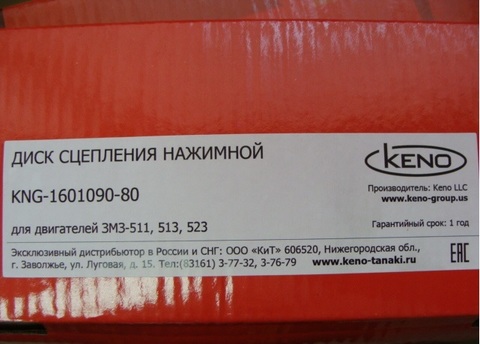 ДИСК СЦЕПЛЕНИЯ НАЖИМНОЙ
KENO
KNG-1601090-80
Производитель: Keno LLC
www.keno-group.us
для двигателей ЗМЗ-511, 513, 523
Гарантийный срок: 1 год
Эксклюзивный дистрибьютор в России и СНГ: ООО «КиТ» 606520, Нижегородская обл.,
г. Заволжье, ул. Луговая, д. 15. Тел.:(83161) 3-77-32, 3-76-79 www.keno-tanaki.ru
EAC